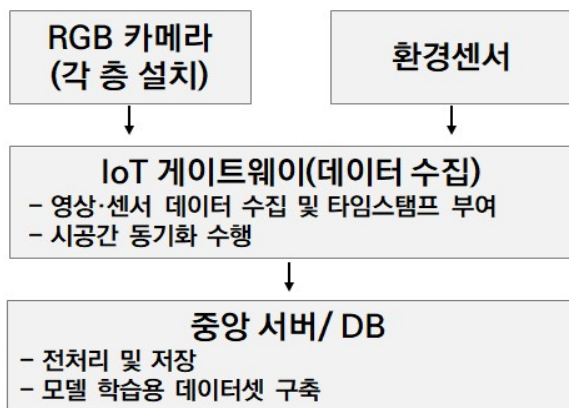 RGB 카메라
(각 층 설치)
환경센서
IoT 게이트웨이(데이터 수집)
– 영상·센서 데이터 수집 및 타임스탬프 부여
– 시공간 동기화 수행
중앙 서버/ DB
– 전처리 및 저장
– 모델 학습용 데이터셋 구축